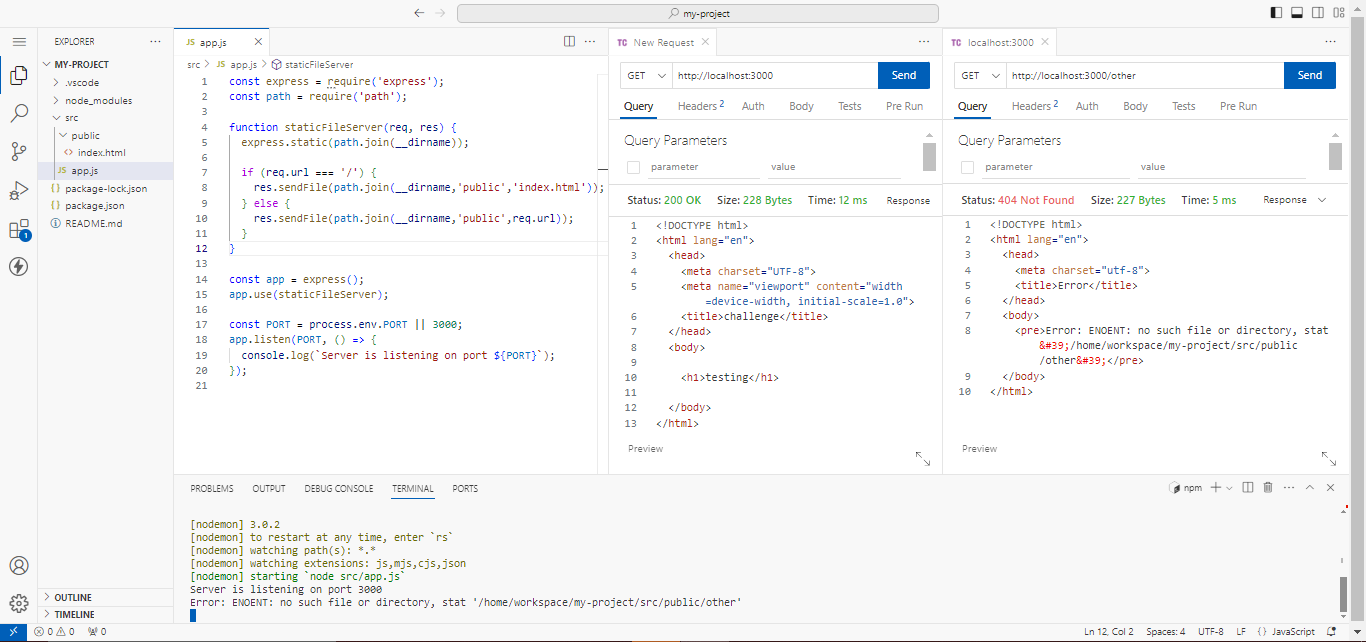 my-project
EXPLORER
MY-PROJECT
.vscode
node_modules
src
public
index.html
JS app.js
package-lock.json
package.json
README.md
OUTLINE
TIMELINE
JS app.js
src > JS app.js > staticFileServer
1 const express = require('express');
2 const path = require('path');
3
4 function staticFileServer(req, res) {
5 express.static(path.join(__dirname));
6
7 if (req.url === '/') {
8 res.sendFile(path.join(__dirname,'public','index.html'));
9 } else {
10 res.sendFile(path.join(__dirname,'public',req.url));
11 }
12 }
13
14 const app = express();
15 app.use(staticFileServer);
16
17 const PORT = process.env.PORT || 3000;
18 app.listen(PORT, () => {
19 console.log(`Server is listening on port ${PORT}`);
20 });
21
TC New Request
GET http://localhost:3000 Send
Query Headers 2 Auth Body Tests Pre Run
Query Parameters
parameter value
Status: 200 OK Size: 228 Bytes Time: 12 ms Response
1 <!DOCTYPE html>
2 <html lang="en">
3 <head>
4 <meta charset="UTF-8">
5 <meta name="viewport" content="width
=device-width, initial-scale=1.0">
6 <title>challenge</title>
7 </head>
8 <body>
9
10 <h1>testing</h1>
11
12 </body>
13 </html>
Preview
TC localhost:3000
GET http://localhost:3000/other Send
Query Headers 2 Auth Body Tests Pre Run
Query Parameters
parameter value
Status: 404 Not Found Size: 227 Bytes Time: 5 ms Response
1 <!DOCTYPE html>
2 <html lang="en">
3 <head>
4 <meta charset="utf-8">
5 <title>Error</title>
6 </head>
7 <body>
8 <pre>Error: ENOENT: no such file or directory, stat
&#39;/home/workspace/my-project/src/public
/other&#39;</pre>
9 </body>
10 </html>
Preview
PROBLEMS OUTPUT DEBUG CONSOLE TERMINAL PORTS
npm
[nodemon] 3.0.2
[nodemon] to restart at any time, enter `rs`
[nodemon] watching path(s): *.*
[nodemon] watching extensions: js,mjs,cjs,json
[nodemon] starting `node src/app.js`
Server is listening on port 3000
Error: ENOENT: no such file or directory, stat '/home/workspace/my-project/src/public/other'
1
0 0 0
Ln 12, Col 2 Spaces: 4 UTF-8 LF {} JavaScript